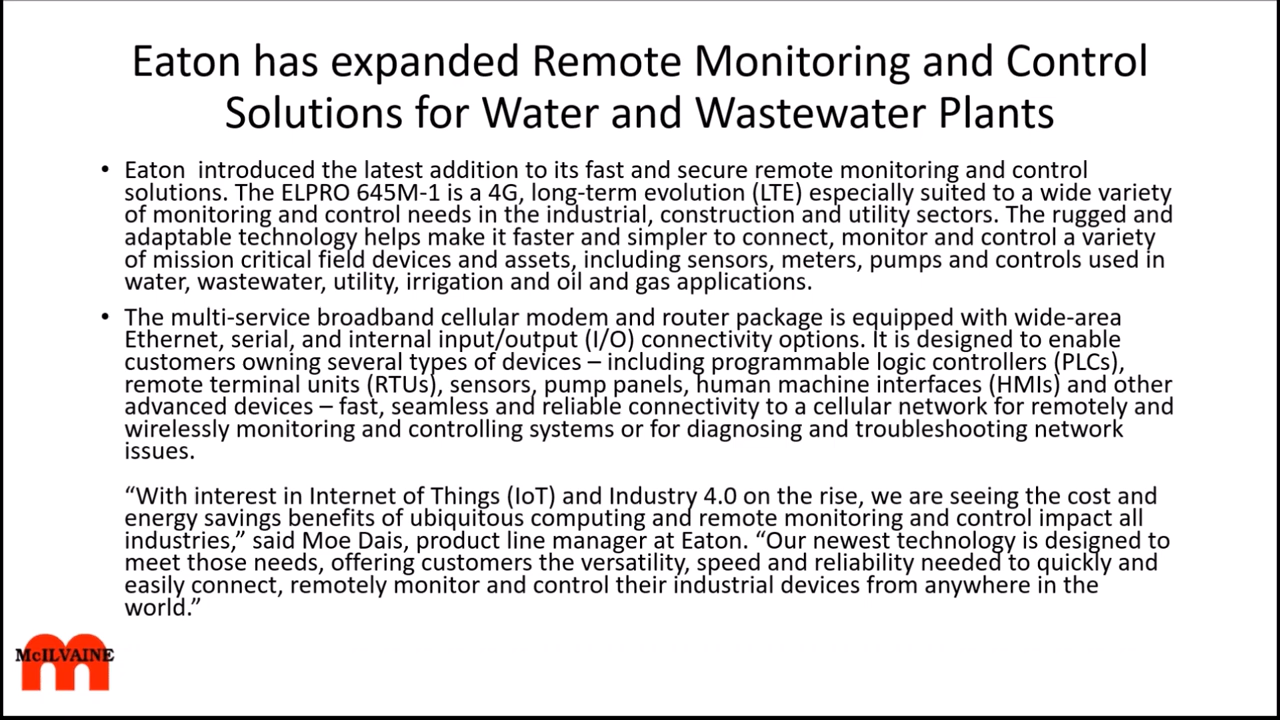 Eaton has expanded Remote Monitoring and Control
Solutions for Water and Wastewater Plants
• Eaton  introduced the latest addition to its fast and secure remote monitoring and control
solutions. The ELPRO 645M-1 is a 4G, long-term evolution (LTE) especially suited to a wide variety
of monitoring and control needs in the industrial, construction and utility sectors. The rugged and
adaptable technology helps make it faster and simpler to connect, monitor and control a variety
of mission critical field devices and assets, including sensors, meters, pumps and controls used in
water, wastewater, utility, irrigation and oil and gas applications.
• The multi-service broadband cellular modem and router package is equipped with wide-area
Ethernet, serial, and internal input/output (I/O) connectivity options. It is designed to enable
customers owning several types of devices – including programmable logic controllers (PLCs),
remote terminal units (RTUs), sensors, pump panels, human machine interfaces (HMIs) and other
advanced devices – fast, seamless and reliable connectivity to a cellular network for remotely and
wirelessly monitoring and controlling systems or for diagnosing and troubleshooting network
issues.
“With interest in Internet of Things (IoT) and Industry 4.0 on the rise, we are seeing the cost and
energy savings benefits of ubiquitous computing and remote monitoring and control impact all
industries,” said Moe Dais, product line manager at Eaton. “Our newest technology is designed to
meet those needs, offering customers the versatility, speed and reliability needed to quickly and
easily connect, remotely monitor and control their industrial devices from anywhere in the
world.”
McILVAINE